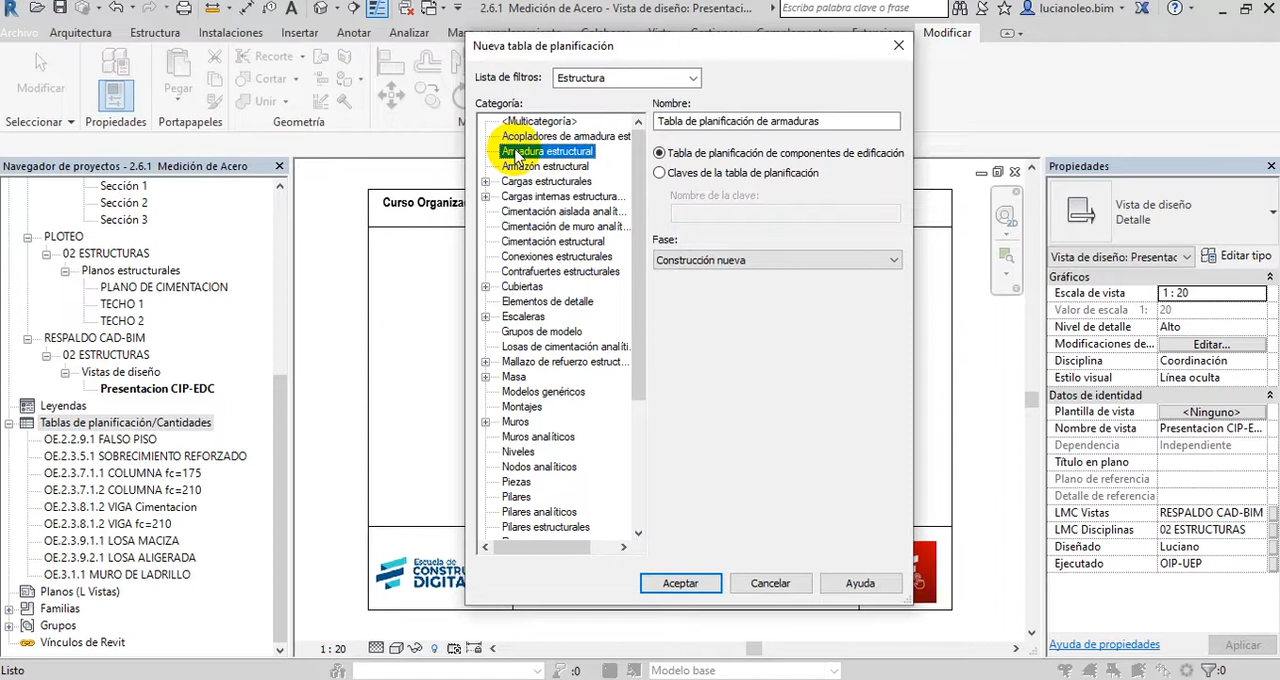 2.6.1 Medición de Acero - Vista de diseño: Presentaci...
Escriba palabra clave o frase
lucianoleo.bim
Archivo
Arquitectura
Estructura
Instalaciones
Insertar
Anotar
Analizar
Modificar
Modificar
Propiedades
Pegar
Recorte
Cortar
Unir
Seleccionar
Propiedades
Portapapeles
Geometría
Navegador de proyectos - 2.6.1 Medición de Acero
Sección 1
Sección 2
Sección 3
PLOTEO
02 ESTRUCTURAS
Planos estructurales
PLANO DE CIMENTACION
TECHO 1
TECHO 2
RESPALDO CAD-BIM
02 ESTRUCTURAS
Vistas de diseño
Presentacion CIP-EDC
Leyendas
Tablas de planificación/Cantidades
OE.2.2.9.1 FALSO PISO
OE.2.3.5.1 SOBRECIMIENTO REFORZADO
OE.2.3.7.1.1 COLUMNA fc=175
OE.2.3.7.1.2 COLUMNA fc=210
OE.2.3.8.1.2 VIGA Cimentacion
OE.2.3.8.1.2 VIGA fc=210
OE.2.3.9.1.1 LOSA MACIZA
OE.2.3.9.2.1 LOSA ALIGERADA
OE.3.1.1 MURO DE LADRILLO
Planos (L Vistas)
Familias
Grupos
Vínculos de Revit
Curso Organiza
Escuela de
CONSTRU
DIGITA
Nueva tabla de planificación
Lista de filtros:
Estructura
Categoría:
<Multicategoría>
Acopladores de armadura est
Armadura estructural
Armazón estructural
Cargas estructurales
Cargas internas estructura...
Cimentación aislada analít...
Cimentación de muro analít...
Cimentación estructural
Conexiones estructurales
Contrafuertes estructurales
Cubiertas
Elementos de detalle
Escaleras
Grupos de modelo
Losas de cimentación analíti.
Mallazo de refuerzo estruct...
Masa
Modelos genéricos
Montajes
Muros
Muros analíticos
Niveles
Nodos analíticos
Piezas
Pilares
Pilares analíticos
Pilares estructurales
Nombre:
Tabla de planificación de armaduras
Tabla de planificación de componentes de edificación
Claves de la tabla de planificación
Nombre de la clave:
Fase:
Construcción nueva
Aceptar
Cancelar
Ayuda
2D
Propiedades
Vista de diseño
Detalle
Vista de diseño: Presentac
Editar tipo
Gráficos
Escala de vista
1 : 20
Valor de escala 1:
20
Nivel de detalle
Alto
Modificaciones de...
Editar...
Disciplina
Coordinación
Estilo visual
Línea oculta
Datos de identidad
Plantilla de vista
<Ninguno>
Nombre de vista
Presentacion CIP-E...
Dependencia
Independiente
Título en plano
Plano de referencia
Detalle de referencia
LMC Vistas
RESPALDO CAD-BIM
LMC Disciplinas
02 ESTRUCTURAS
Diseñado
Luciano
Ejecutado
OIP-UEP
Ayuda de propiedades
Aplicar
1 : 20
Listo
:0
Modelo base
:0